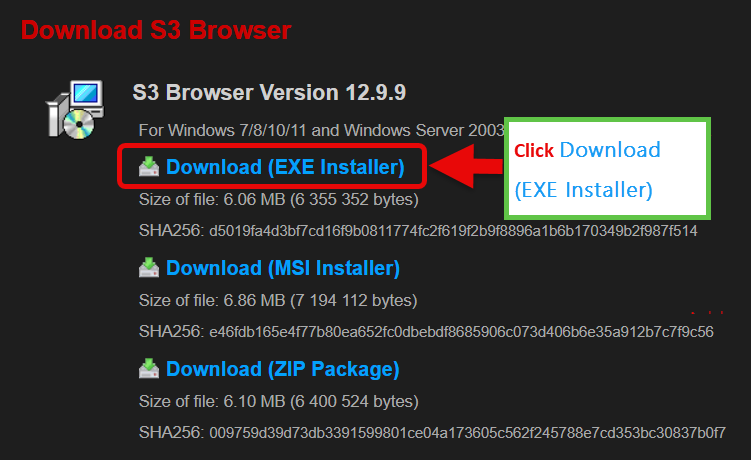 Download S3 Browser
S3 Browser Version 12.9.9
For Windows 7/8/10/11 and Windows Server 2003
Download (EXE Installer)
Click Download
(EXE Installer)
Size of file: 6.06 MB (6 355 352 bytes)
SHA256: d5019fa4d3bf7cd16f9b0811774fc2f619f2b9f8896a1b6b170349b2f987f514
Download (MSI Installer)
Size of file: 6.86 MB (7 194 112 bytes)
SHA256: e46fdb165e4f77b80ea652fc0dbebdf8685906c073d406b6e35a912b7c7f9c56
Download (ZIP Package)
Size of file: 6.10 MB (6 400 524 bytes)
SHA256: 009759d39d73db3391599801ce04a173605c562f245788e7cd353bc30837b0f7